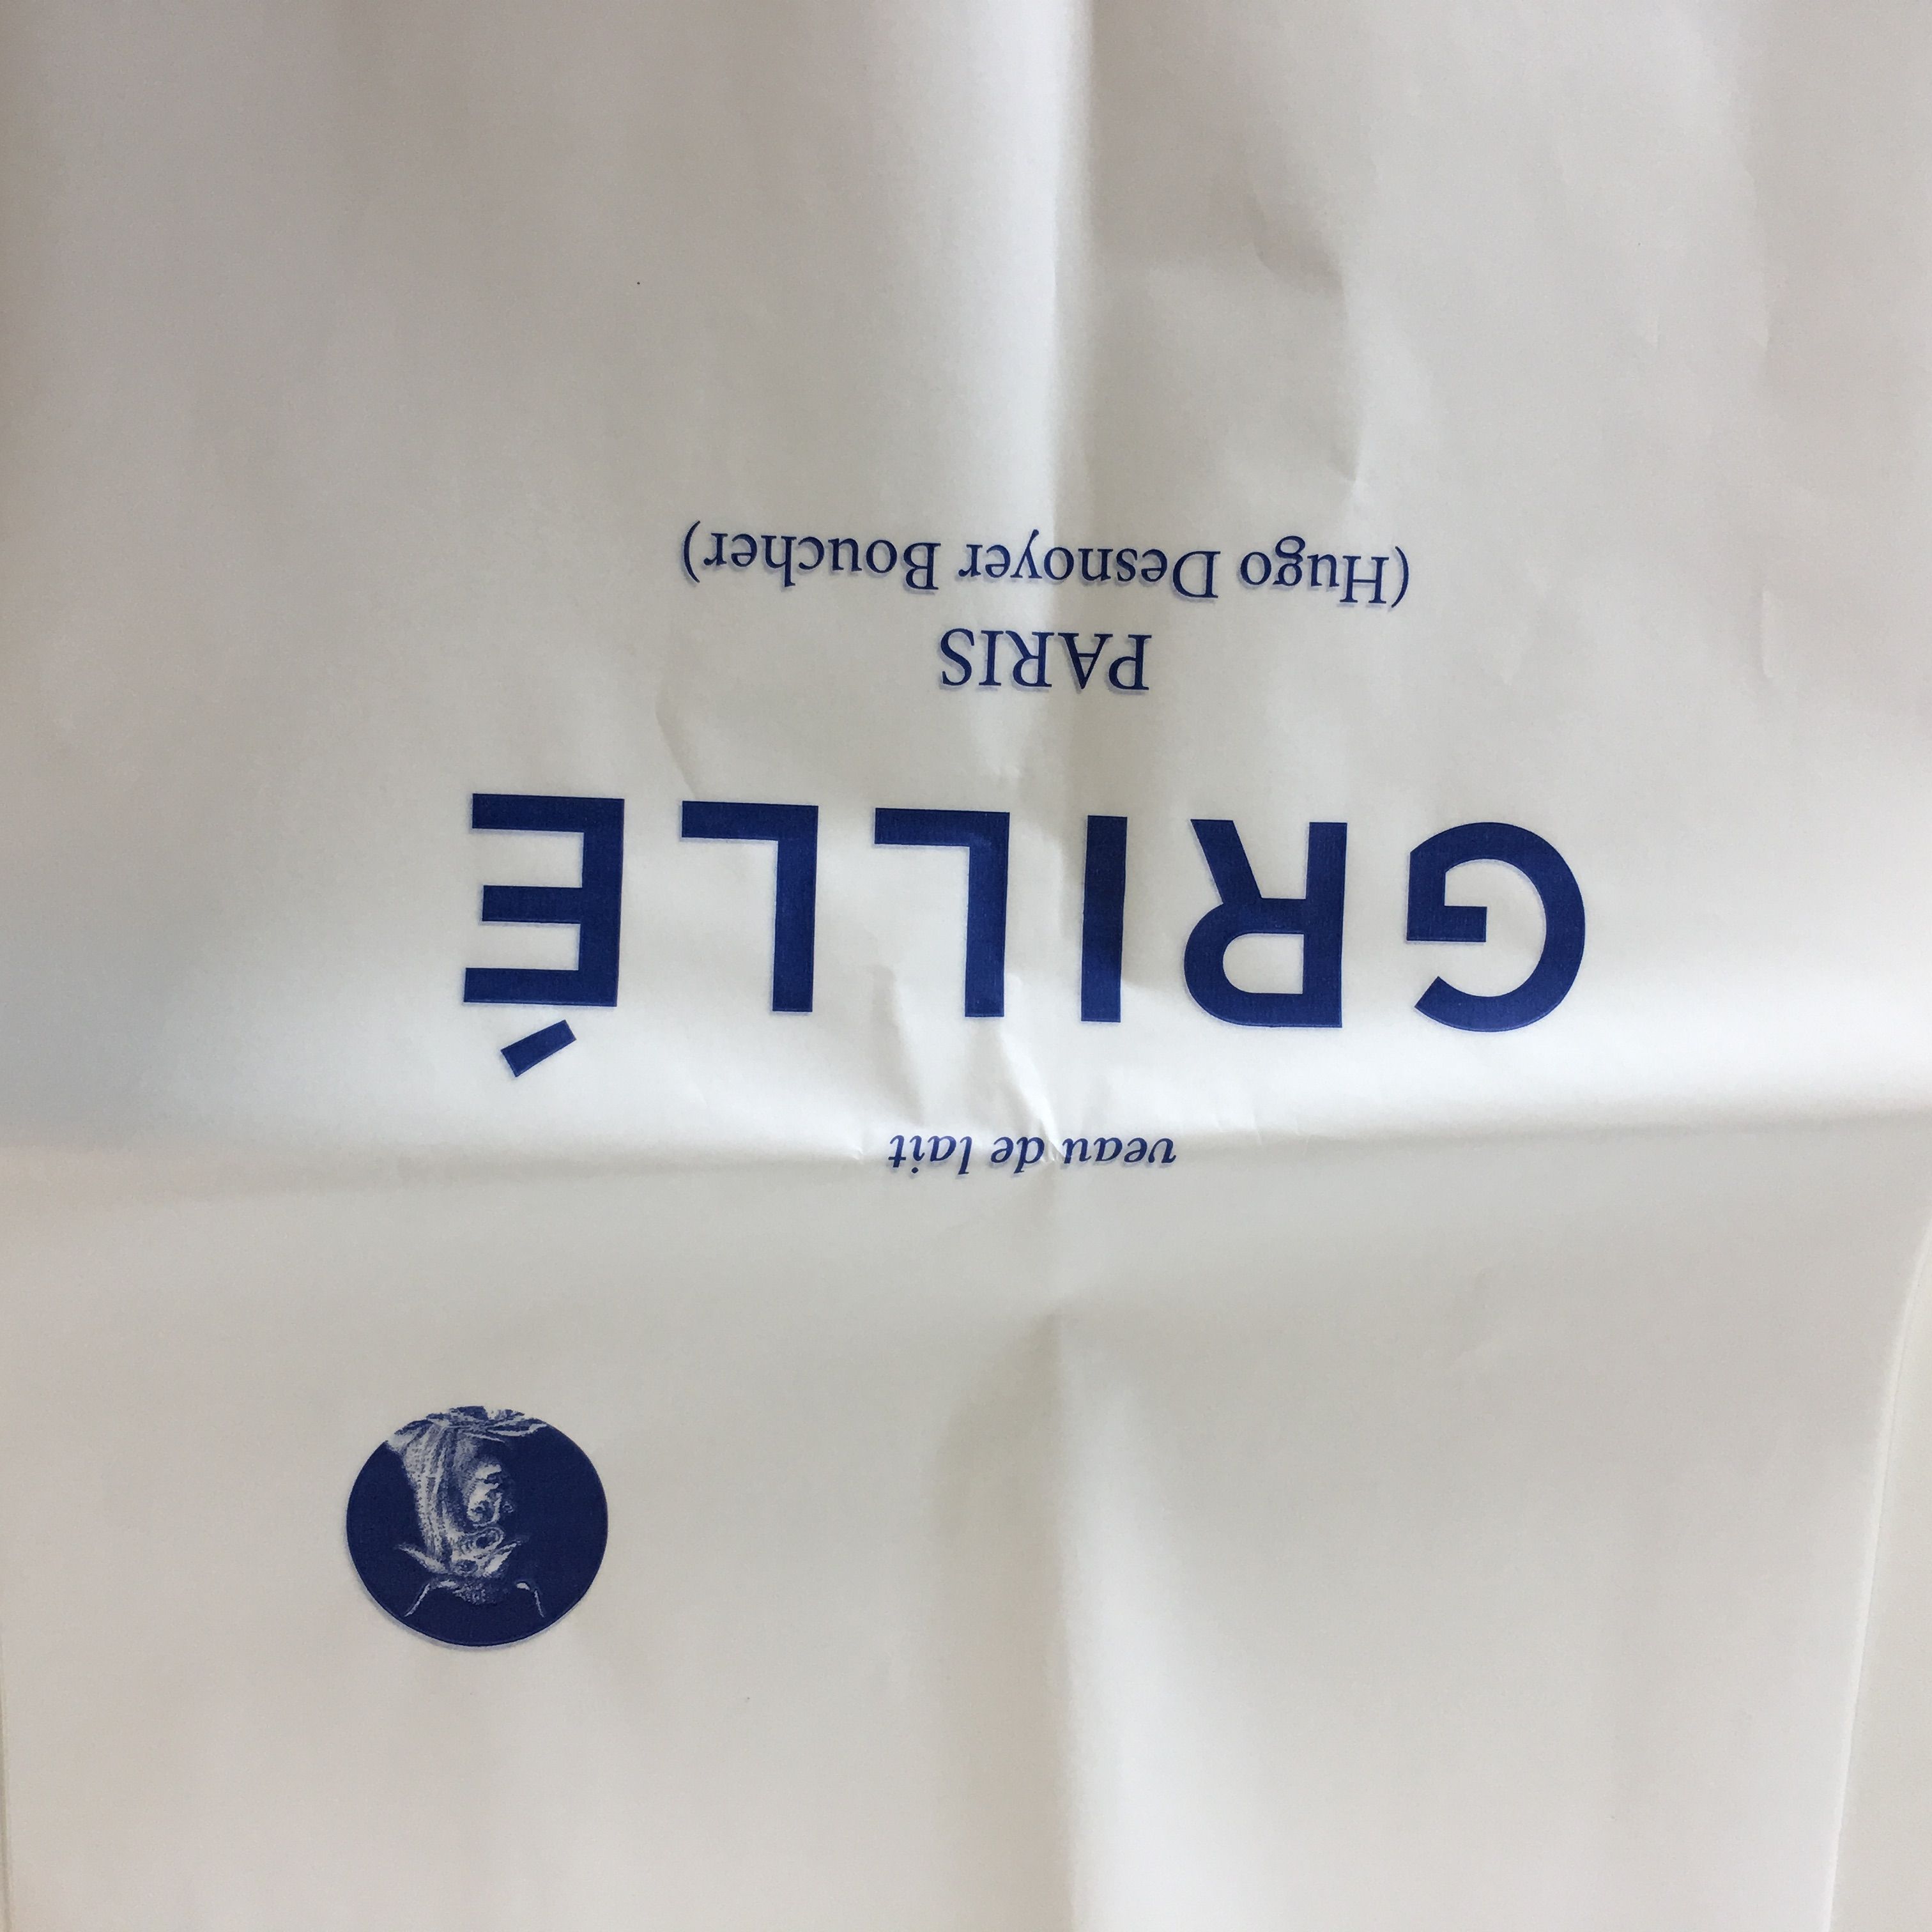 veau de lait
GRILLÉ
PARIS
(Hugo Desnoyer Boucher)